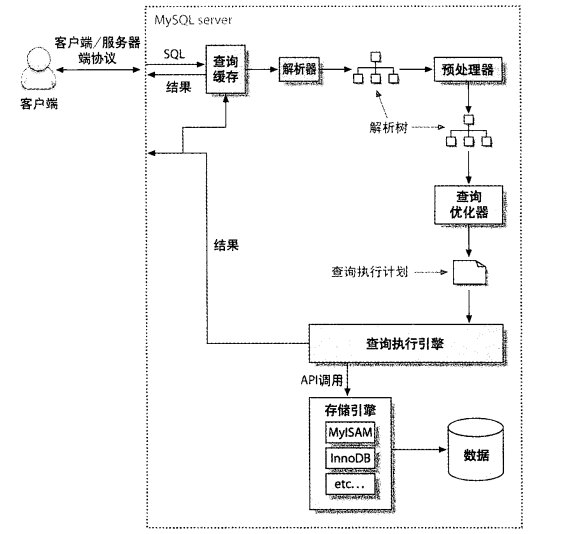 MySQL server
客户端/服务器
端协议
客户端
SQL
结果
查询
缓存
解析器
预处理器
解析树
查询
优化器
结果
查询执行计划
查询执行引擎
API调用
存储引擎
MyISAM
InnoDB
etc...
数据